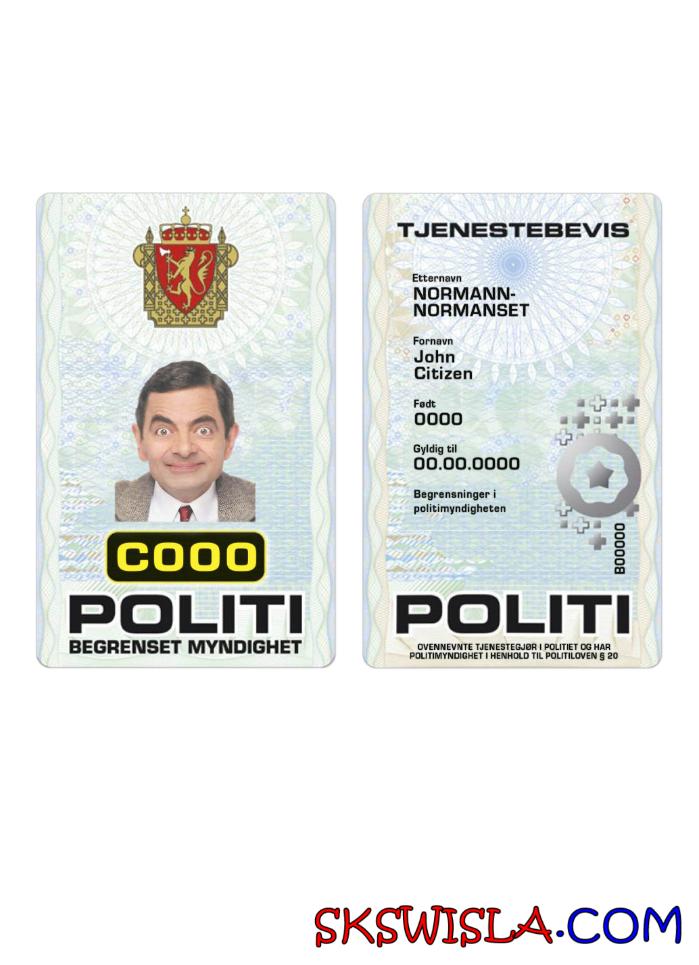 C000
POLITI
BEGRENSET MYNDIGHET
TJENESTEBEVIS
Etternavn
NORMANN-
NORMANSET
Fornavn
John
Citizen
Født
0000
Gyldig til
00.00.0000
Begrensninger i
politimyndigheten
B00000
POLITI
OVENNEVNTE TJENESTEGJØR I POLITIET OG HAR
POLITIMYNDIGHET I HENHOLD TIL POLITILOVEN § 20
SKSWISLA.COM